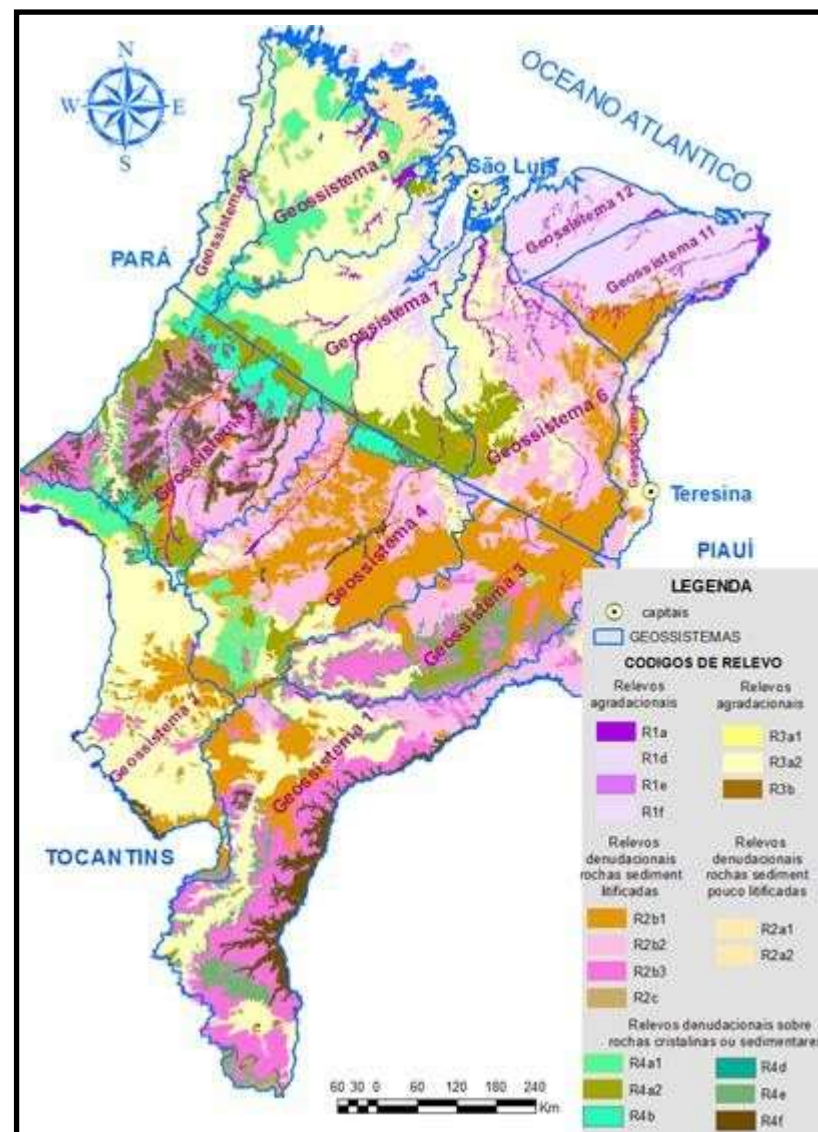 N
W E
S
OCEANO ATLANTICO
São Luis
Geossistema 9
Geossistema 12
Geossistema 11
PARÁ
Geossistema 7
Geossistema 6
Teresina
Geossistema 4
PIAUÍ
Geossistema 3
Geossistema 2
Geossistema 1
TOCANTINS
LEGENDA
capitais
GEOSSISTEMAS
CODIGOS DE RELEVO
Relevos
agradacionais
R1a
R1d
R1e
R1f
Relevos
agradacionais
R3a1
R3a2
R3b
Relevos
denudacionais
rochas sediment
litificadas
R2b1
R2b2
R2b3
R2c
Relevos
denudacionais
rochas sediment
pouco litificadas
R2a1
R2a2
Relevos denudacionais sobre
rochas cristalinas ou sedimentares
R4a1
R4a2
R4b
R4d
R4e
R4f
60 30 0 60 120 180 240
Km